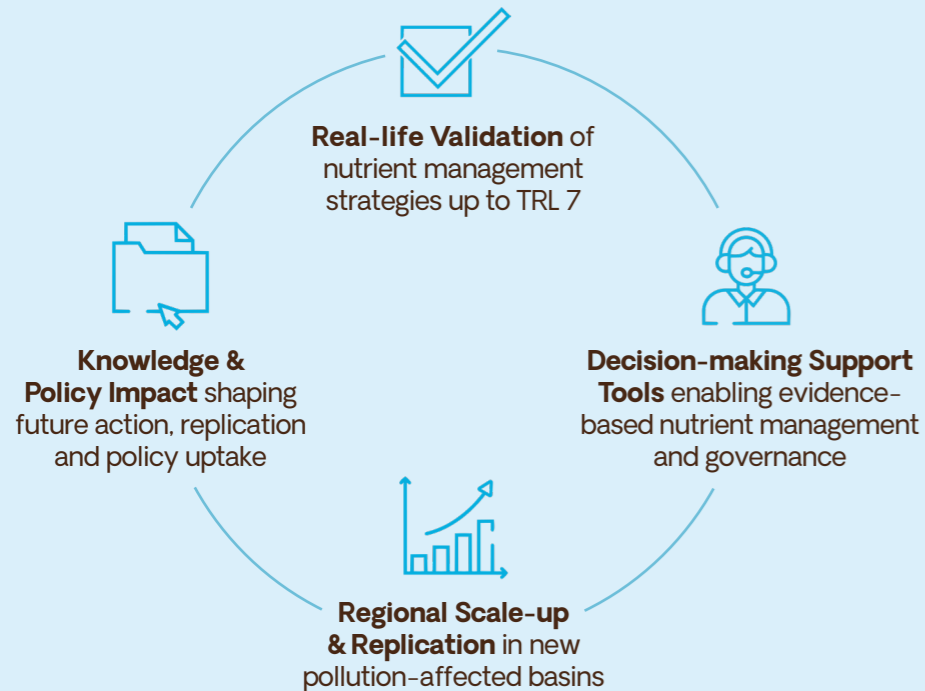 Real-life Validation of
nutrient management
strategies up to TRL 7
Knowledge &
Policy Impact shaping
future action, replication
and policy uptake
Decision-making Support
Tools enabling evidence-
based nutrient management
and governance
Regional Scale-up
& Replication in new
pollution-affected basins